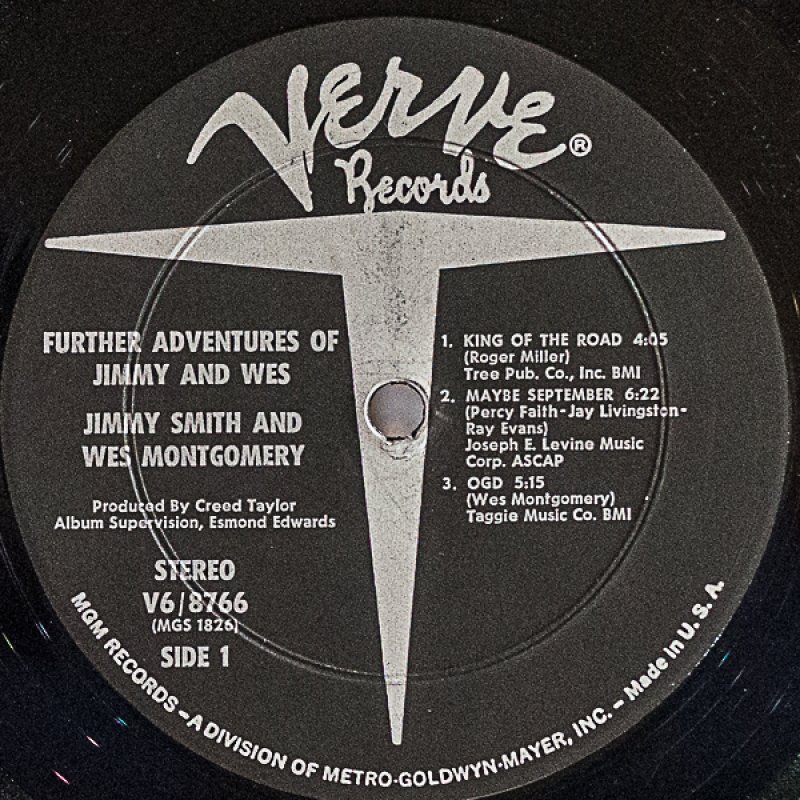 VERVE®
Records
FURTHER ADVENTURES OF
JIMMY AND WES
JIMMY SMITH AND
WES MONTGOMERY
Produced By Creed Taylor
Album Supervision, Esmond Edwards
STEREO
V6/8766
(MGS 1826)
SIDE 1
1. KING OF THE ROAD 4:05
(Roger Miller)
Tree Pub. Co., Inc. BMI
2. MAYBE SEPTEMBER 6:22
(Percy Faith-Jay Livingston-
Ray Evans)
Joseph E. Levine Music
Corp. ASCAP
3. OGD 5:15
(Wes Montgomery)
Taggie Music Co. BMI
MGM RECORDS – A DIVISION OF METRO-GOLDWYN-MAYER, INC. – Made in U. S. A.